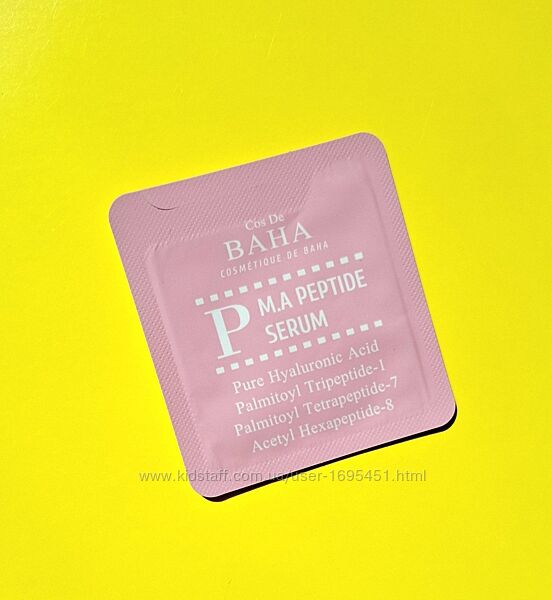 Cos De
BAHA
COSMÉTIQUE DE BAHA
P M.A PEPTIDE
SERUM
Pure Hyaluronic Acid
Palmitoyl Tripeptide-1
Palmitoyl Tetrapeptide-7
Acetyl Hexapeptide-8
www.kidstaff.com.ua/user-1695451.html